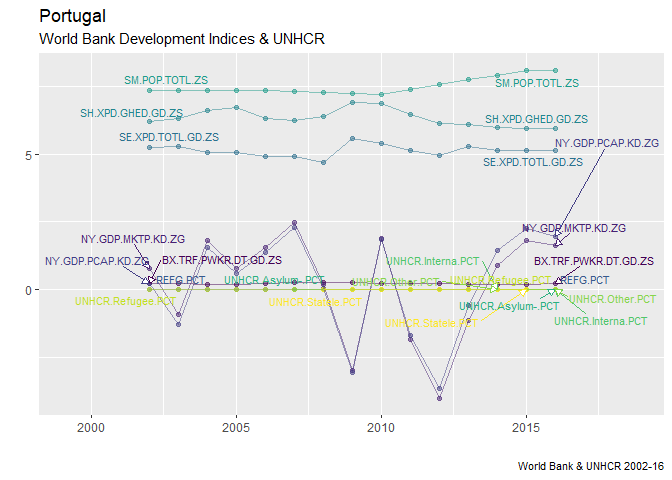 Portugal
World Bank Development Indices & UNHCR
SM.POP.TOTL.ZS
SM.POP.TOTL.ZS
SH.XPD.GHED.GD.ZS
SH.XPD.GHED.GD.ZS
SE.XPD.TOTL.GD.ZS
NY.GDP.PCAP.KD.ZG
5
SE.XPD.TOTL.GD.ZS
NY.GDP.MKTP.KD.ZG
NY.GDP.MKTP.KD.ZG
NY.GDP.PCAP.KD.ZG
BX.TRF.PWKR.DT.GD.ZS
UNHCR.Interna.PCT
BX.TRF.PWKR.DT.GD.ZS
REFG.PCT
UNHCR.Asylum-.PCT
UNHCR.Other.PCT
UNHCR.Refugee.PCT
REFG.PCT
0
UNHCR.Refugee.PCT
UNHCR.Statele.PCT
UNHCR.Other.PCT
UNHCR.Asylum-.PCT
UNHCR.Statele.PCT
UNHCR.Interna.PCT
2000
2005
2010
2015
World Bank & UNHCR 2002-16